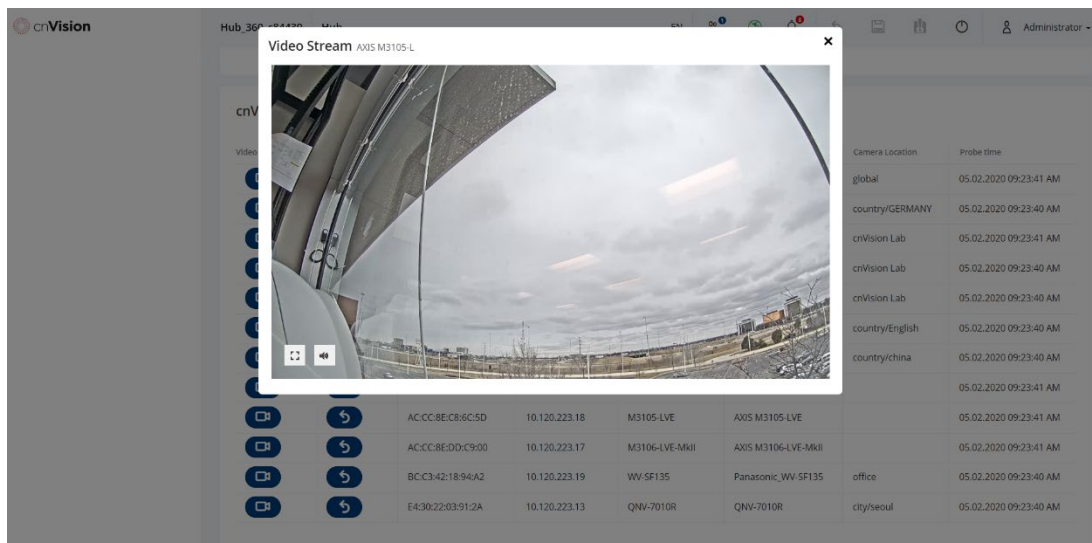 cnVision
Hub_360_c84430 Hub
EN
Administrator
Video Stream AXIS M3105-L
cnV
Video
Camera Location Probe time
global 05.02.2020 09:23:41 AM
country/GERMANY 05.02.2020 09:23:40 AM
cnVision Lab 05.02.2020 09:23:41 AM
cnVision Lab 05.02.2020 09:23:40 AM
cnVision Lab 05.02.2020 09:23:40 AM
country/English 05.02.2020 09:23:40 AM
country/china 05.02.2020 09:23:40 AM
05.02.2020 09:23:41 AM
AC:CC:8E:C8:6C:5D 10.120.223.18 M3105-LVE AXIS M3105-LVE 05.02.2020 09:23:41 AM
AC:CC:8E:DD:C9:00 10.120.223.17 M3106-LVE-MkII AXIS M3106-LVE-MkII 05.02.2020 09:23:41 AM
BC:C3:42:18:94:A2 10.120.223.19 WV-SF135 Panasonic_WV-SF135 office 05.02.2020 09:23:40 AM
E4:30:22:03:91:2A 10.120.223.13 QNV-7010R QNV-7010R city/seoul 05.02.2020 09:23:40 AM